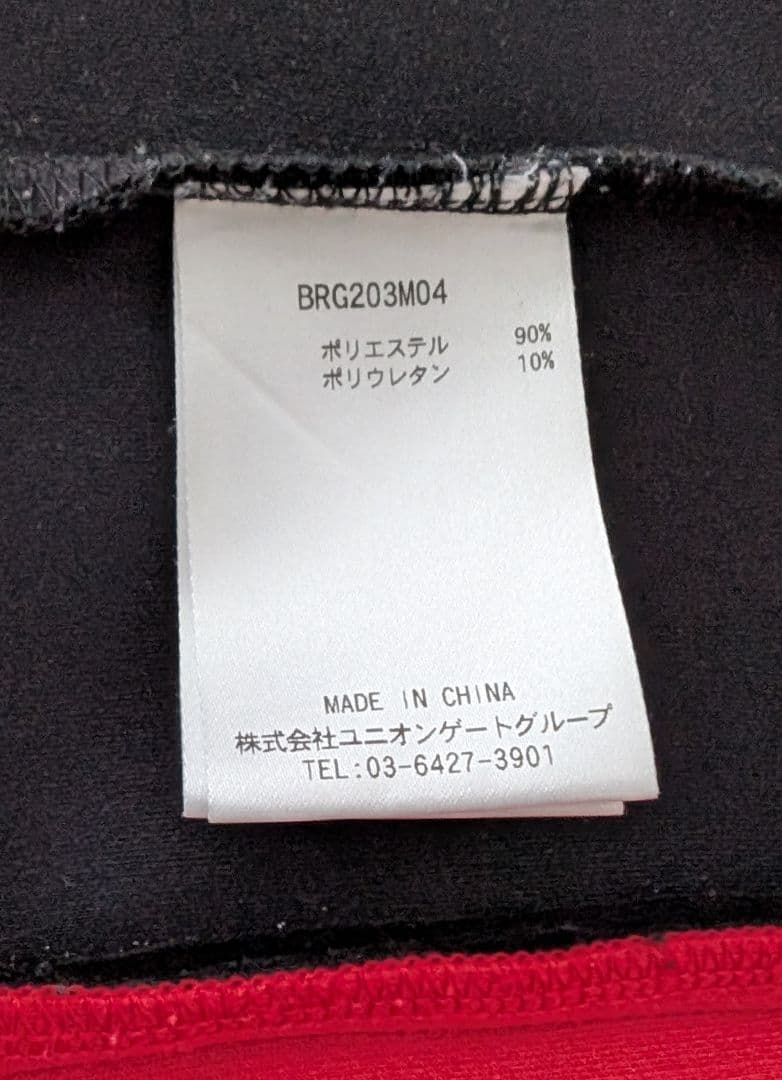 BRG203M04
ポリエステル 90%
ポリウレタン 10%
MADE IN CHINA
株式会社ユニオンゲートグループ
TEL:03-6427-3901